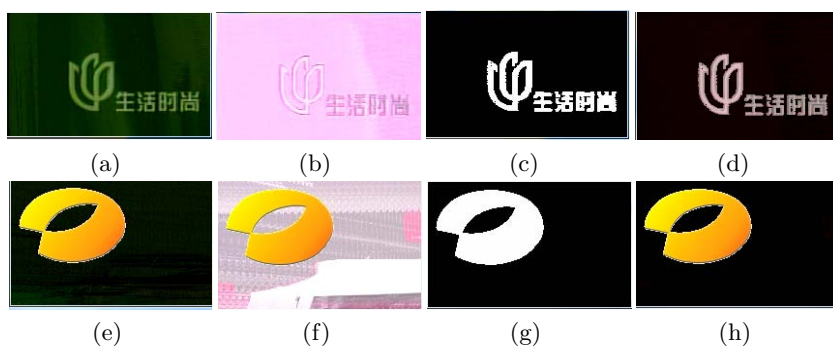 生活时尚 生活时尚 生活时尚 生活时尚
(a) (b) (c) (d)
(e) (f) (g) (h)